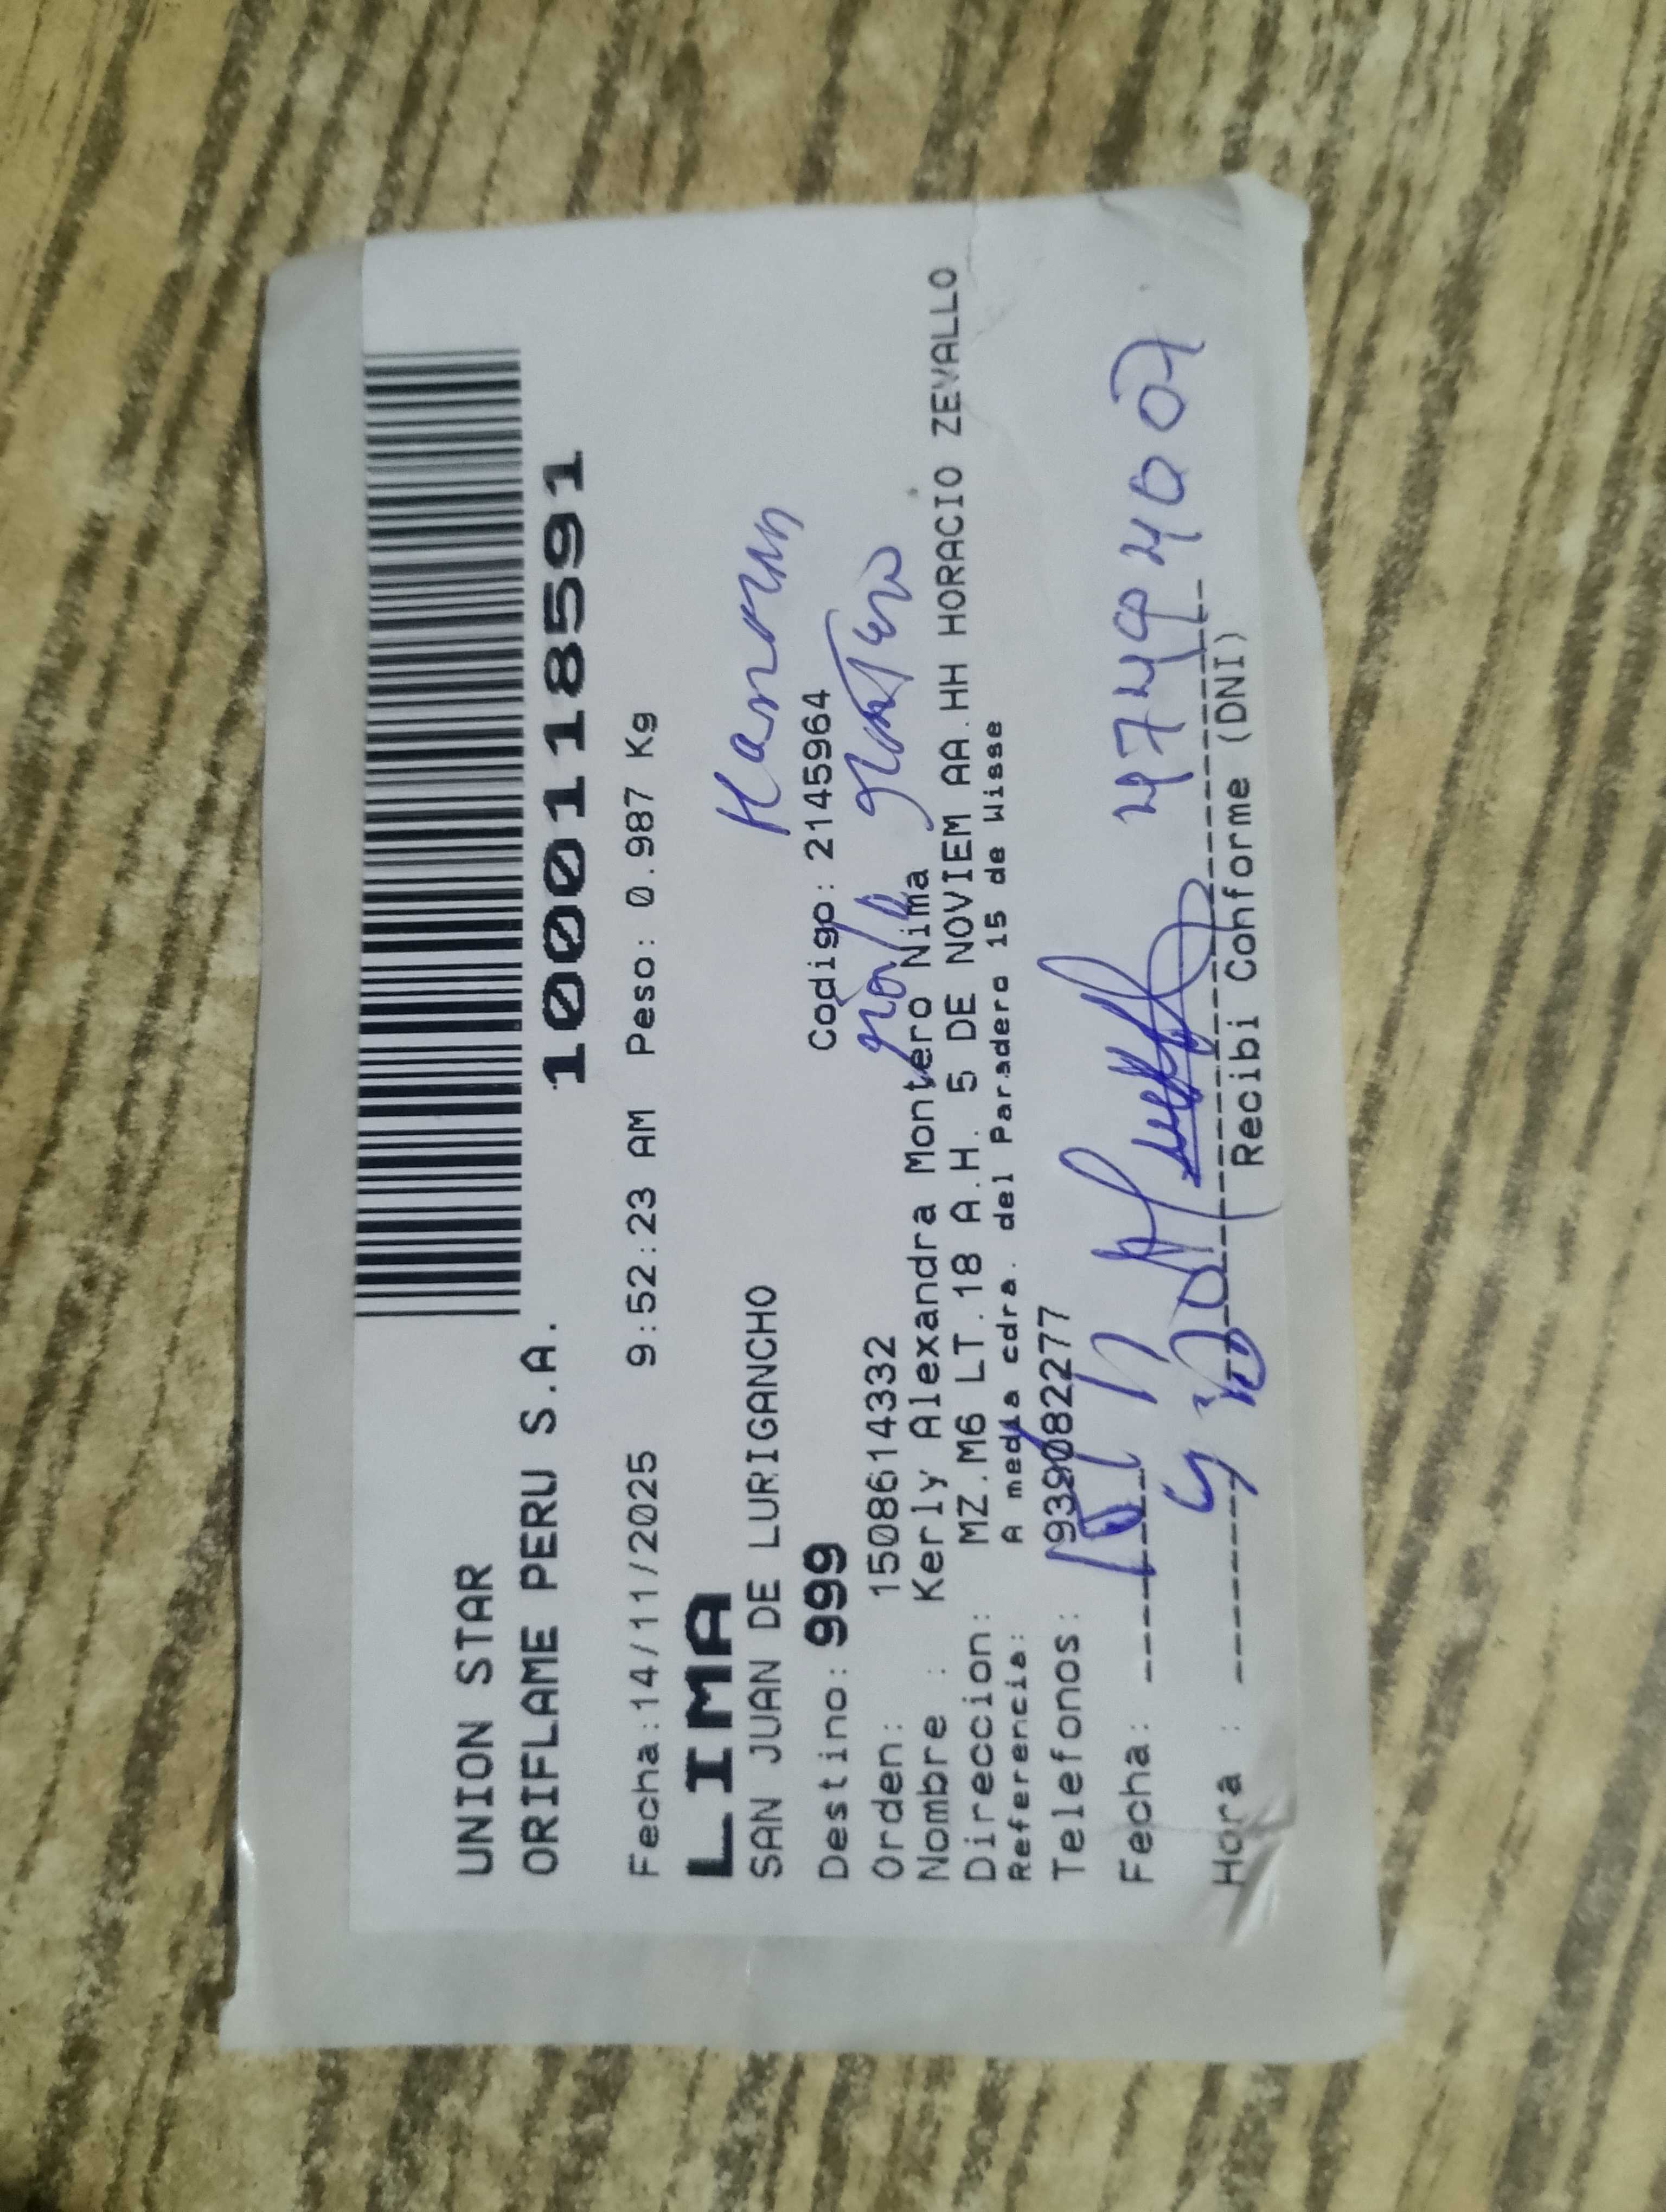 UNION STAR
ORIFLAME PERU S.A.
10001118591
Fecha:14/11/2025 9:52:23 AM Peso: 0.987 Kg
LIMA
SAN JUAN DE LURIGANCHO
Destino: 999 Codigo: 2145964
Orden: 1508614332
Nombre : Kerly Alexandra Montero Nima
Direccion: MZ.M6 LT.18 A.H. 5 DE NOVIEM AA.HH HORACIO ZEVALLO
Referencia: A media cdra. del Paradero 15 de Wisse
Telefonos: 939082277
Fecha:
Hora :
Recibi Conforme (DNI)